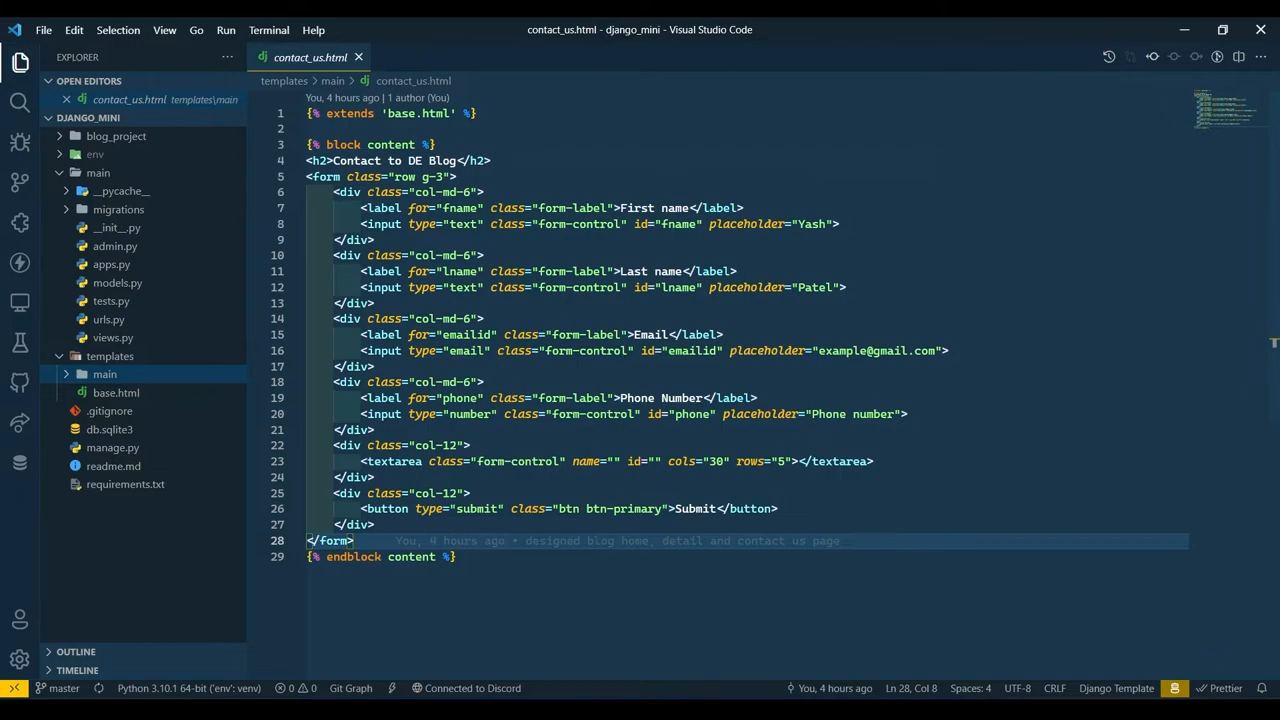 File Edit Selection View Go Run Terminal Help
contact_us.html - django_mini - Visual Studio Code
EXPLORER
OPEN EDITORS
contact_us.html templates\main
DJANGO_MINI
blog_project
env
main
__pycache__
migrations
__init__.py
admin.py
apps.py
models.py
tests.py
urls.py
views.py
templates
main
base.html
.gitignore
db.sqlite3
manage.py
readme.md
requirements.txt
OUTLINE
TIMELINE
contact_us.html
templates > main > contact_us.html
You, 4 hours ago | 1 author (You)
1 {% extends 'base.html' %}
2
3 {% block content %}
4 <h2>Contact to DE Blog</h2>
5 <form class="row g-3">
6 <div class="col-md-6">
7 <label for="fname" class="form-label">First name</label>
8 <input type="text" class="form-control" id="fname" placeholder="Yash">
9 </div>
10 <div class="col-md-6">
11 <label for="lname" class="form-label">Last name</label>
12 <input type="text" class="form-control" id="lname" placeholder="Patel">
13 </div>
14 <div class="col-md-6">
15 <label for="emailid" class="form-label">Email</label>
16 <input type="email" class="form-control" id="emailid" placeholder="example@gmail.com">
17 </div>
18 <div class="col-md-6">
19 <label for="phone" class="form-label">Phone Number</label>
20 <input type="number" class="form-control" id="phone" placeholder="Phone number">
21 </div>
22 <div class="col-12">
23 <textarea class="form-control" name="" id="" cols="30" rows="5"></textarea>
24 </div>
25 <div class="col-12">
26 <button type="submit" class="btn btn-primary">Submit</button>
27 </div>
28 </form> You, 4 hours ago • designed blog home, detail and contact us page
29 {% endblock content %}
master Python 3.10.1 64-bit ('env': venv) 0 0 Git Graph Connected to Discord You, 4 hours ago Ln 28, Col 8 Spaces: 4 UTF-8 CRLF Django Template Prettier